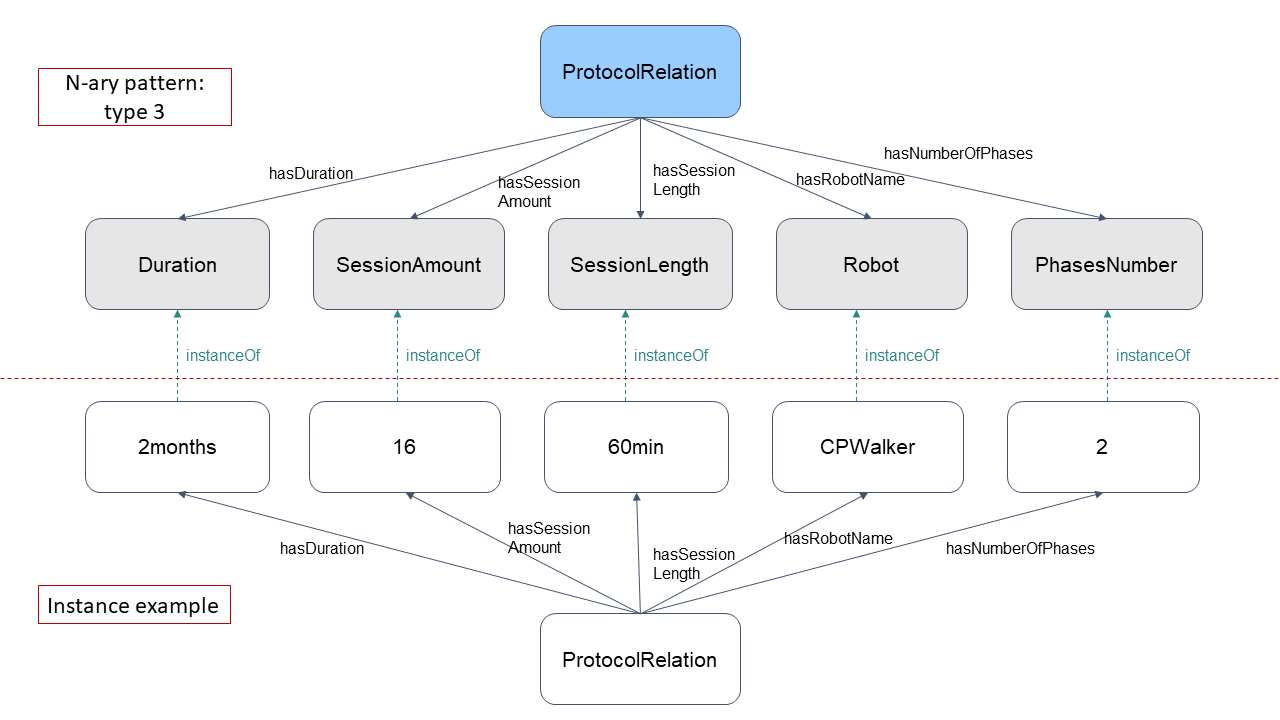 ProtocolRelation
N-ary pattern:
type 3
hasDuration
hasSession
Amount
hasSession
Length
hasRobotName
hasNumberOfPhases
Duration
SessionAmount
SessionLength
Robot
PhasesNumber
instanceOf
instanceOf
instanceOf
instanceOf
instanceOf
2months
16
60min
CPWalker
2
hasDuration
hasSession
Amount
hasSession
Length
hasRobotName
hasNumberOfPhases
Instance example
ProtocolRelation